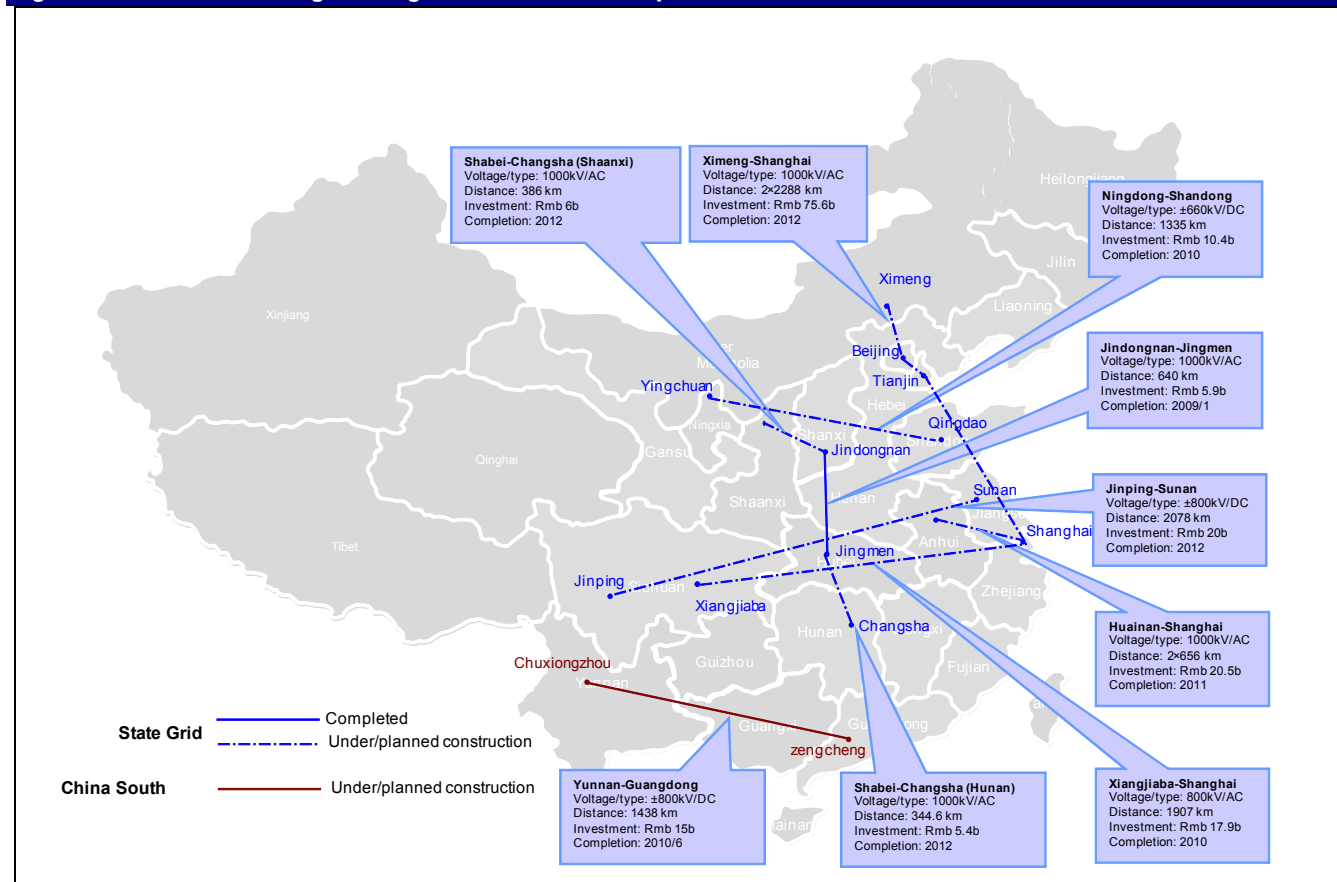 Shabei-Changsha (Shaanxi)
Voltage/type: 1000kV/AC
Distance: 386 km
Investment: Rmb 6b
Completion: 2012
Ximeng-Shanghai
Voltage/type: 1000kV/AC
Distance: 2×2288 km
Investment: Rmb 75.6b
Completion: 2012
Heilongjiang
Ningdong-Shandong
Voltage/type: ±660kV/DC
Distance: 1335 km
Investment: Rmb 10.4b
Completion: 2010
Jilin
Ximeng
Liaoning
Xinjiang
Jindongnan-Jingmen
Voltage/type: 1000kV/AC
Distance: 640 km
Investment: Rmb 5.9b
Completion: 2009/1
Beijing
Tianjin
Yingchuan
Hebei
Ningxia
Qingdao
Shanxi
Jindongnan
Gansu
Qinghai
Shaanxi
Henan
Sunan
Jinping-Sunan
Voltage/type: ±800kV/DC
Distance: 2078 km
Investment: Rmb 20b
Completion: 2012
Shanghai
Anhui
Tibet
Jingmen
Jinping
Sichuan
Xiangjiaba
Zhejiang
Changsha
Hunan
Huainan-Shanghai
Voltage/type: 1000kV/AC
Distance: 2×656 km
Investment: Rmb 20.5b
Completion: 2011
Chuxiongzhou
Guizhou
Fujian
Yunnan
State Grid
Completed
Under/planned construction
Guangxi
zengcheng
China South
Under/planned construction
Yunnan-Guangdong
Voltage/type: ±800kV/DC
Distance: 1438 km
Investment: Rmb 15b
Completion: 2010/6
Shabei-Changsha (Hunan)
Voltage/type: 1000kV/AC
Distance: 344.6 km
Investment: Rmb 5.4b
Completion: 2012
Xiangjiaba-Shanghai
Voltage/type: 800kV/AC
Distance: 1907 km
Investment: Rmb 17.9b
Completion: 2010